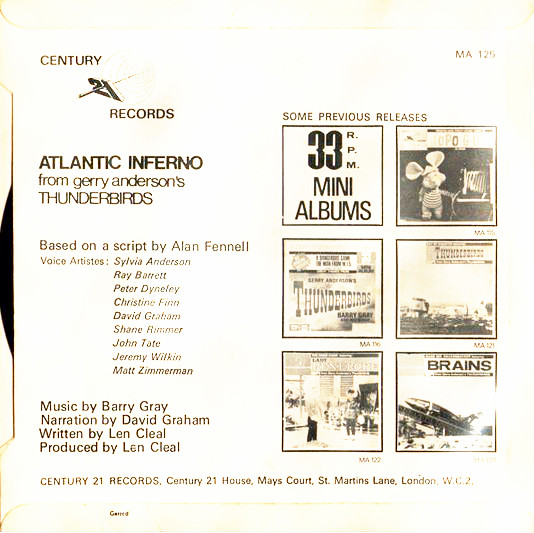 CENTURY
21
RECORDS
MA 125
ATLANTIC INFERNO
from gerry anderson's
THUNDERBIRDS
Based on a script by Alan Fennell
Voice Artistes : Sylvia Anderson
Ray Barrett
Peter Dyneley
Christine Finn
David Graham
Shane Rimmer
John Tate
Jeremy Wilkin
Matt Zimmerman
Music by Barry Gray
Narration by David Graham
Written by Len Cleal
Produced by Len Cleal
SOME PREVIOUS RELEASES
33 R.P.M.
MINI
ALBUMS
MA 115
GERRY ANDERSON'S
THUNDERBIRDS
BARRY GRAY
MA 116
THUNDERBIRDS
MA 121
LADY
MA 122
BRAINS
CENTURY 21 RECORDS, Century 21 House, Mays Court, St. Martins Lane, London, W.C.2.